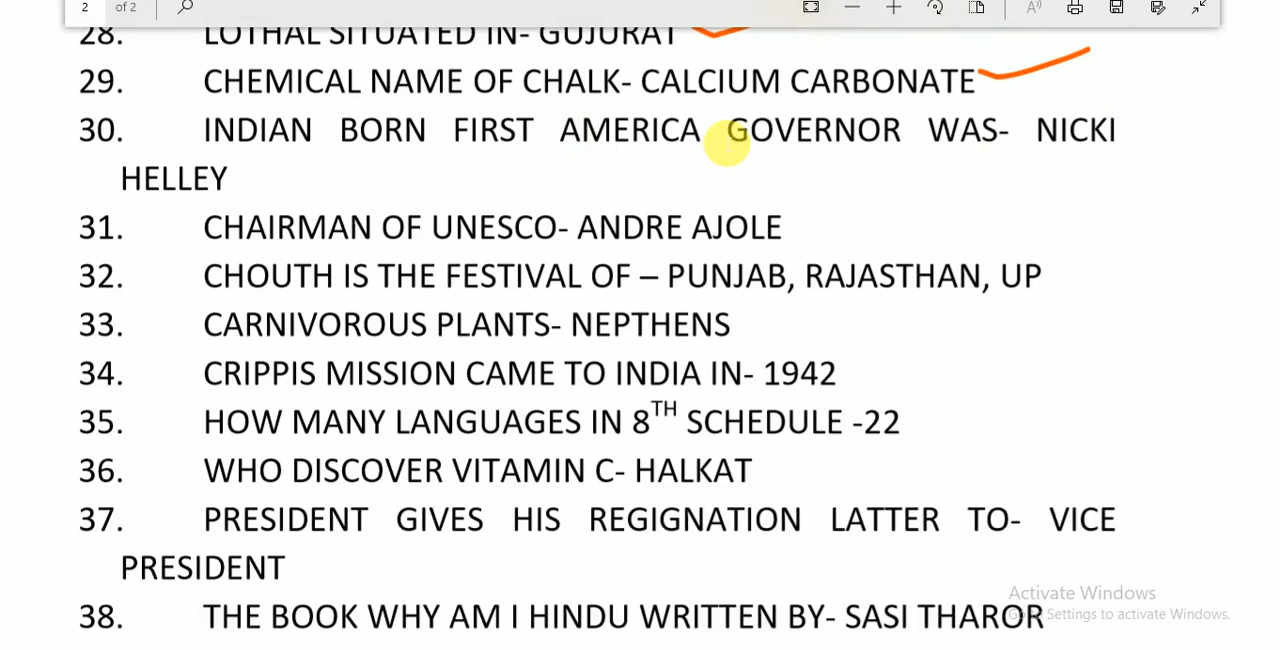 2 of 2
28. LOTHAL SITUATED IN- GUJURAT
29. CHEMICAL NAME OF CHALK- CALCIUM CARBONATE
30. INDIAN BORN FIRST AMERICA GOVERNOR WAS- NICKI
HELLEY
31. CHAIRMAN OF UNESCO- ANDRE AJOLE
32. CHOUTH IS THE FESTIVAL OF – PUNJAB, RAJASTHAN, UP
33. CARNIVOROUS PLANTS- NEPTHENS
34. CRIPPIS MISSION CAME TO INDIA IN- 1942
35. HOW MANY LANGUAGES IN 8TH SCHEDULE -22
36. WHO DISCOVER VITAMIN C- HALKAT
37. PRESIDENT GIVES HIS REGIGNATION LATTER TO- VICE
PRESIDENT
Activate Windows
38. THE BOOK WHY AM I HINDU WRITTEN BY- SASI THAROR
Go to Settings to activate Windows.